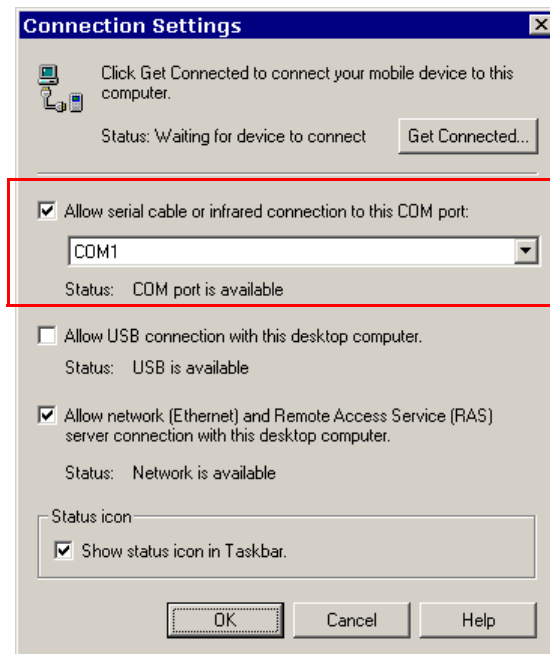 Connection Settings
Click Get Connected to connect your mobile device to this
computer.
Status: Waiting for device to connect
Get Connected...
Allow serial cable or infrared connection to this COM port:
COM1
Status: COM port is available
Allow USB connection with this desktop computer.
Status: USB is available
Allow network (Ethernet) and Remote Access Service (RAS)
server connection with this desktop computer.
Status: Network is available
Status icon
Show status icon in Taskbar.
OK
Cancel
Help